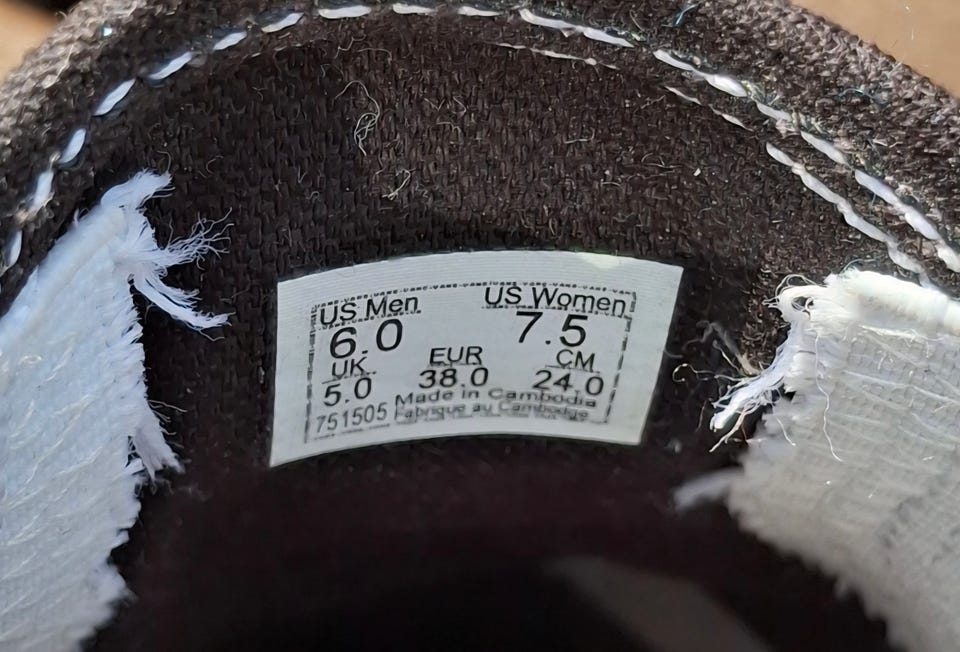 US Men US Women
6.0 7.5
UK EUR CM
5.0 38.0 24.0
Made in Cambodia
751505 Fabrique au Cambodge